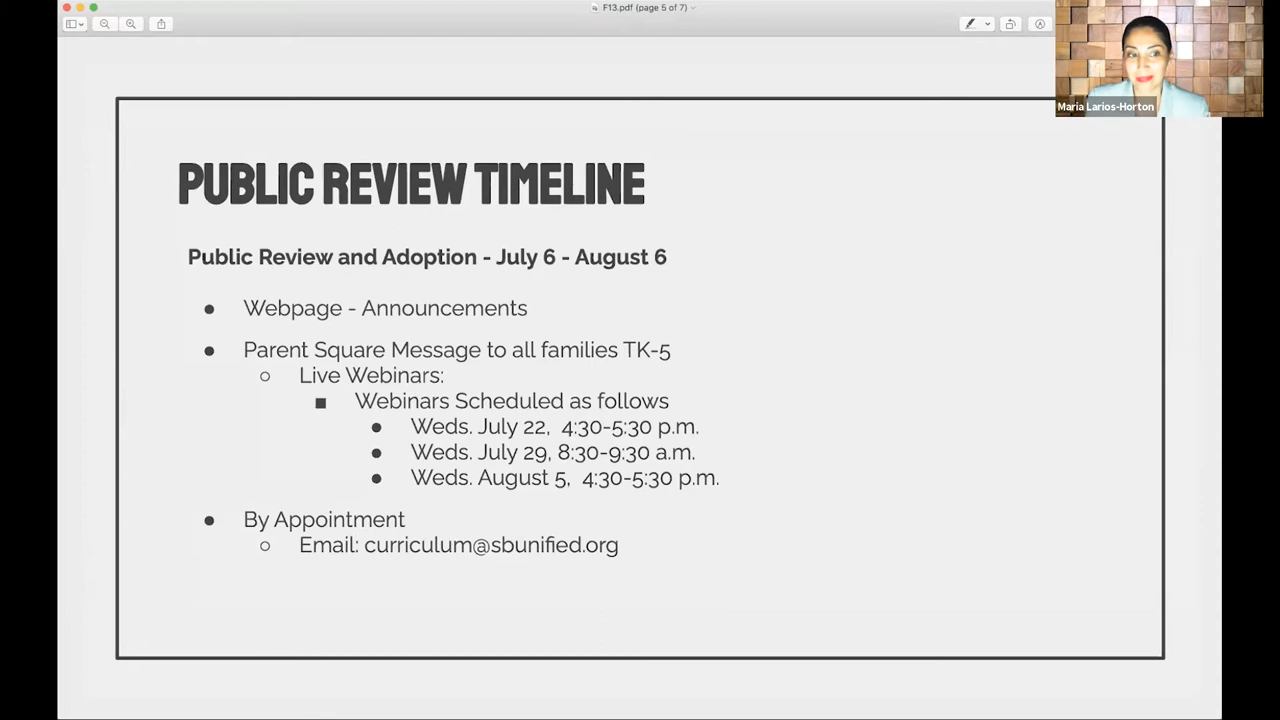 F13.pdf (page 5 of 7)
Maria Larios-Horton
PUBLIC REVIEW TIMELINE
Public Review and Adoption - July 6 - August 6
● Webpage - Announcements
● Parent Square Message to all families TK-5
○ Live Webinars:
■ Webinars Scheduled as follows
● Weds. July 22, 4:30-5:30 p.m.
● Weds. July 29, 8:30-9:30 a.m.
● Weds. August 5, 4:30-5:30 p.m.
● By Appointment
○ Email: curriculum@sbunified.org